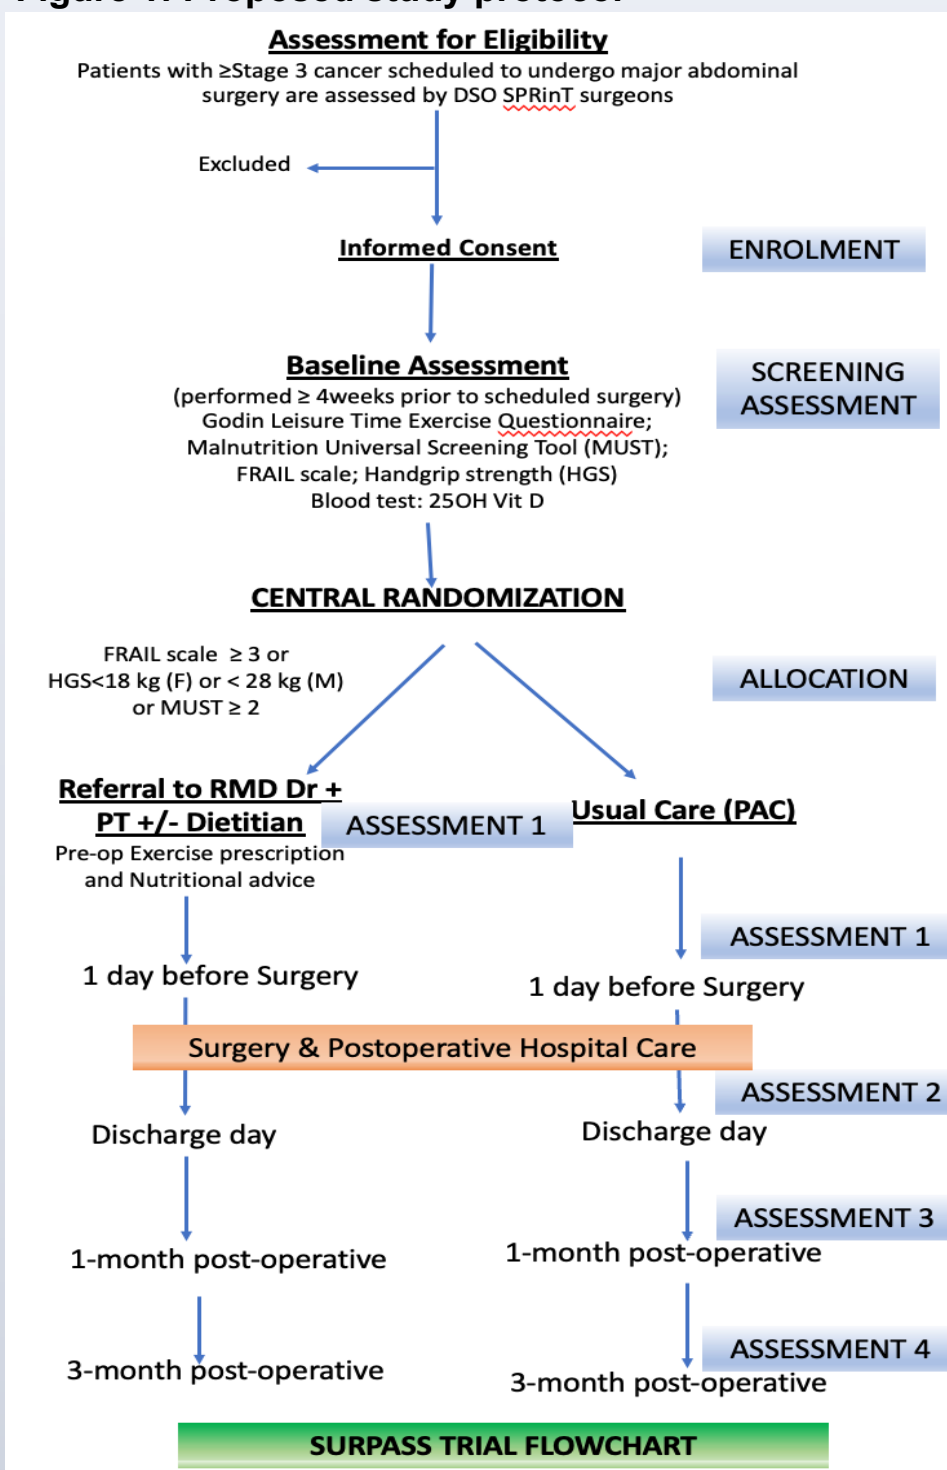 Figure 1. Proposed study protocol
Assessment for Eligibility
Patients with ≥Stage 3 cancer scheduled to undergo major abdominal
surgery are assessed by DSO SPRinT surgeons
Excluded
Informed Consent
ENROLMENT
Baseline Assessment
(performed ≥ 4weeks prior to scheduled surgery)
Godin Leisure Time Exercise Questionnaire;
Malnutrition Universal Screening Tool (MUST);
FRAIL scale; Handgrip strength (HGS)
Blood test: 25OH Vit D
SCREENING
ASSESSMENT
CENTRAL RANDOMIZATION
FRAIL scale ≥ 3 or
HGS<18 kg (F) or < 28 kg (M)
or MUST ≥ 2
ALLOCATION
Referral to RMD Dr +
PT +/- Dietitian
Pre-op Exercise prescription
and Nutritional advice
ASSESSMENT 1
Usual Care (PAC)
ASSESSMENT 1
1 day before Surgery
1 day before Surgery
Surgery & Postoperative Hospital Care
ASSESSMENT 2
Discharge day
Discharge day
ASSESSMENT 3
1-month post-operative
1-month post-operative
ASSESSMENT 4
3-month post-operative
3-month post-operative
SURPASS TRIAL FLOWCHART